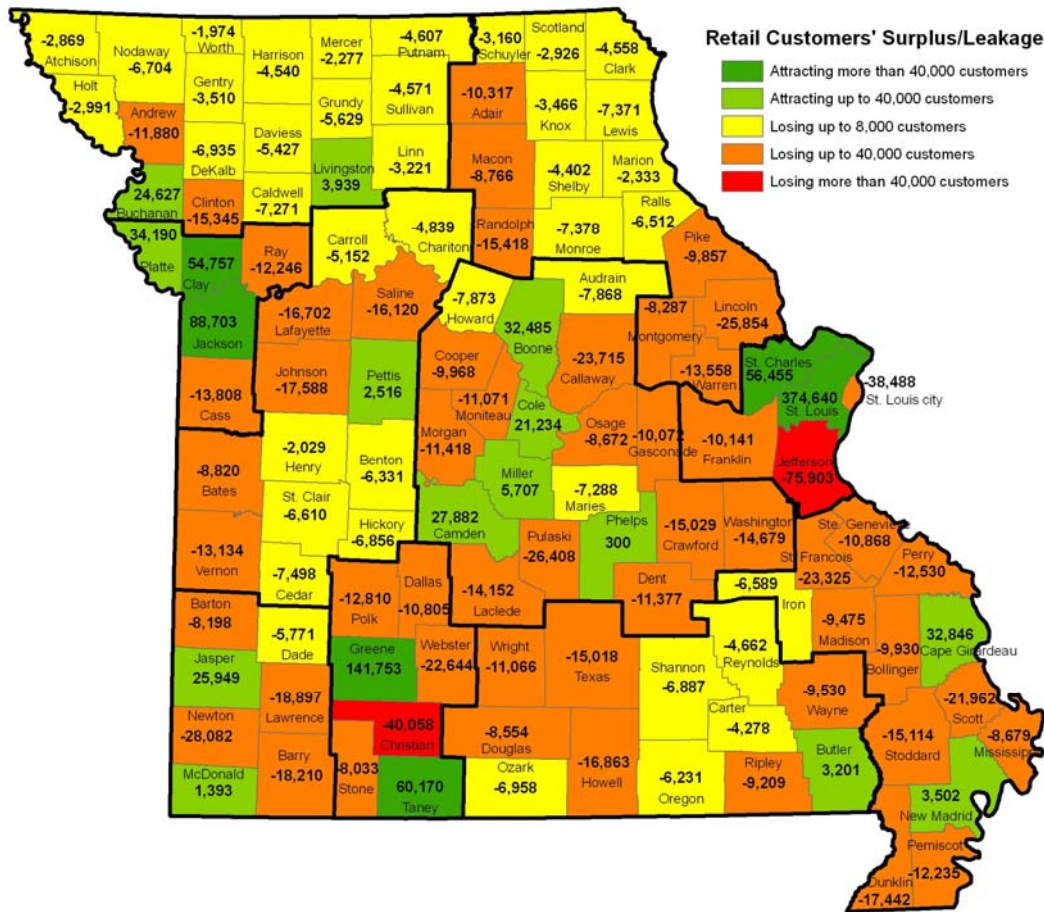 Retail Customers' Surplus/Leakage
Attracting more than 40,000 customers
Attracting up to 40,000 customers
Losing up to 8,000 customers
Losing up to 40,000 customers
Losing more than 40,000 customers
-2,869
Atchison
Nodaway
-6,704
-1,974
Worth
Harrison
-4,540
Mercer
-2,277
-4,607
Putnam
-3,160
Schuyler
Scotland
-2,926
-4,558
Clark
Holt
-2,991
Andrew
-11,880
Gentry
-3,510
Grundy
-5,629
-4,571
Sullivan
-10,317
Adair
-3,466
Knox
-7,371
Lewis
-6,935
DeKalb
Daviess
-5,427
Livingston
3,939
Linn
-3,221
Macon
-8,766
-4,402
Shelby
Marion
-2,333
24,627
Buchanan
Clinton
-15,345
Caldwell
-7,271
Carroll
-5,152
-4,839
Chariton
Randolph
-15,418
-7,378
Monroe
Ralls
-6,512
34,190
Platte
54,757
Clay
Ray
-12,246
Pike
-9,857
88,703
Jackson
-16,702
Lafayette
Saline
-16,120
-7,873
Howard
32,485
Boone
Audrain
-7,868
-8,287
Montgomery
Lincoln
-25,854
-13,558
Warren
St. Charles
56,455
374,640
St. Louis
-38,488
St. Louis city
-13,808
Cass
Johnson
-17,588
Pettis
2,516
Cooper
-9,968
-11,071
Moniteau
Cole
21,234
-23,715
Callaway
Osage
-8,672
-10,072
Gasconade
-10,141
Franklin
Jefferson
-75,903
-8,820
Bates
-2,029
Henry
Benton
-6,331
Morgan
-11,418
Miller
5,707
-7,288
Maries
St. Clair
-6,610
Hickory
-6,856
27,882
Camden
Pulaski
-26,408
Phelps
300
-15,029
Crawford
Washington
-14,679
Ste. Genevieve
-10,868
St. Francois
-23,325
Perry
-12,530
-13,134
Vernon
-7,498
Cedar
-12,810
Polk
Dallas
-10,805
-14,152
Laclede
Dent
-11,377
-6,589
Iron
-9,475
Madison
-9,930
Bollinger
32,846
Cape Girardeau
Barton
-8,198
-5,771
Dade
Greene
141,753
Webster
-22,644
Wright
-11,066
-15,018
Texas
Shannon
-6,887
-4,662
Reynolds
-9,530
Wayne
-21,962
Scott
-8,679
Mississippi
Jasper
25,949
-18,897
Lawrence
-40,058
Christian
-8,554
Douglas
-16,863
Howell
Carter
-4,278
-15,114
Stoddard
Newton
-28,082
Barry
-18,210
-8,033
Stone
60,170
Taney
Ozark
-6,958
-6,231
Oregon
Ripley
-9,209
Butler
3,201
McDonald
1,393
3,502
New Madrid
Pemiscot
-12,235
Dunklin
-17,442